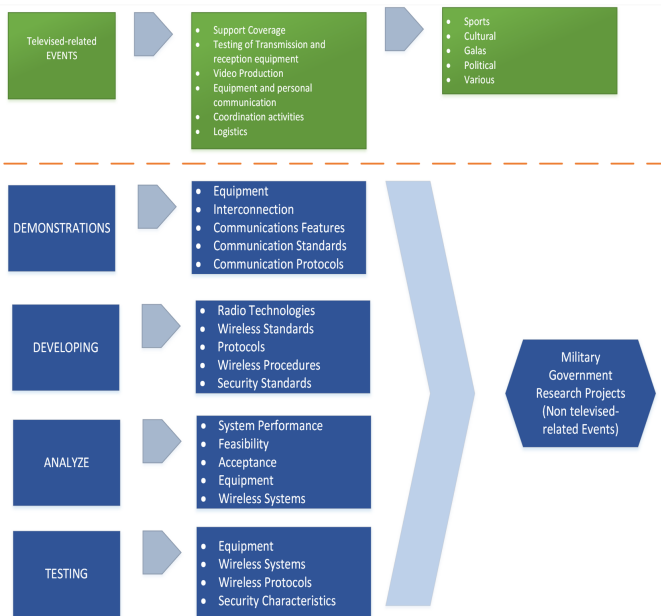 Televised-related
EVENTS
• Support Coverage
• Testing of Transmission and
reception equipment
• Video Production
• Equipment and personal
communication
• Coordination activities
• Logistics
• Sports
• Cultural
• Galas
• Political
• Various
DEMONSTRATIONS
• Equipment
• Interconnection
• Communications Features
• Communication Standards
• Communication Protocols
DEVELOPING
• Radio Technologies
• Wireless Standards
• Protocols
• Wireless Procedures
• Security Standards
ANALYZE
• System Performance
• Feasibility
• Acceptance
• Equipment
• Wireless Systems
TESTING
• Equipment
• Wireless Systems
• Wireless Protocols
• Security Characteristics
Military
Government
Research Projects
(Non televised-
related Events)